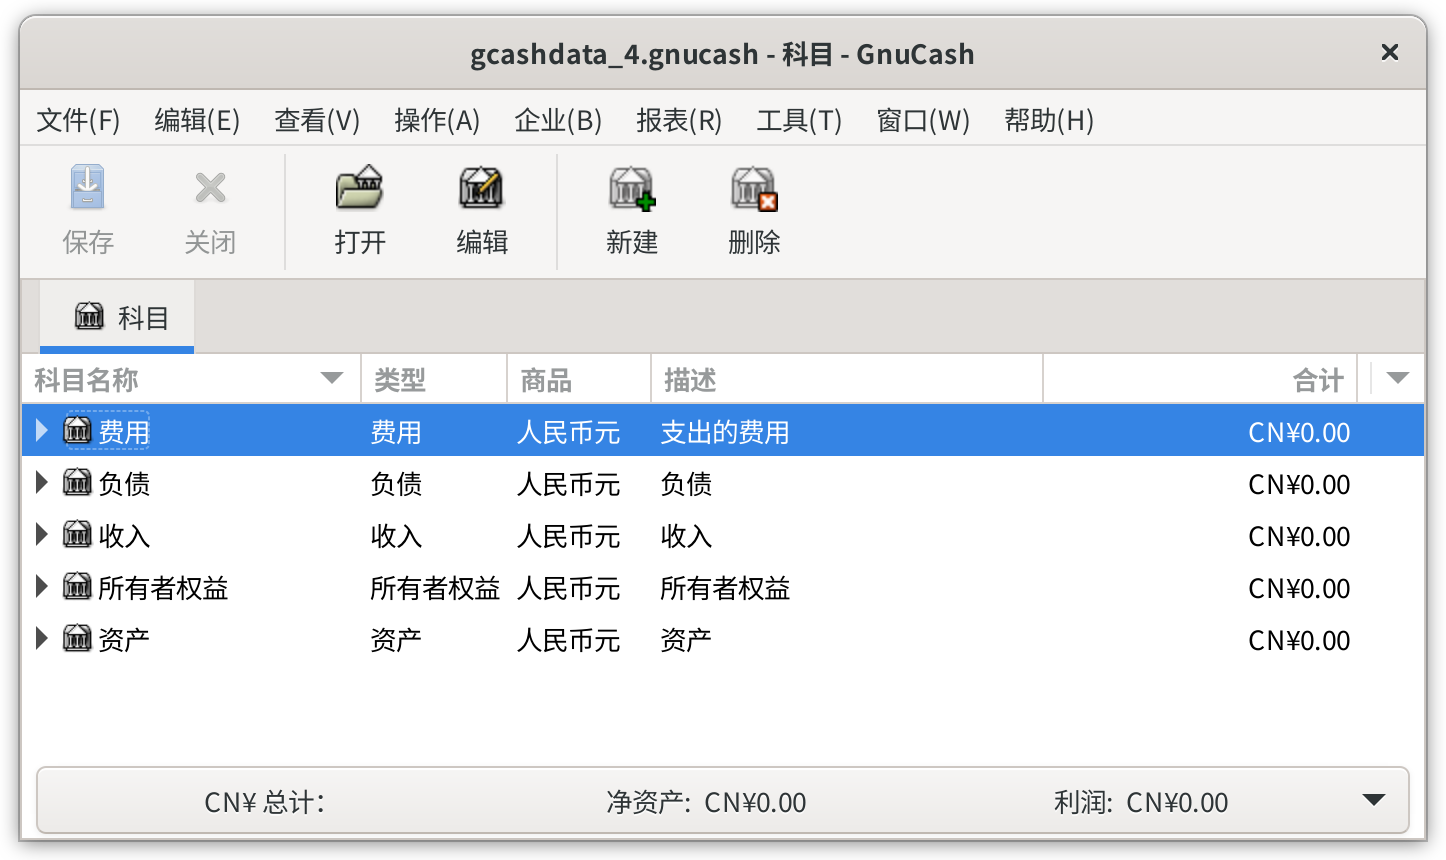 gcashdata_4.gnucash - 科目 - GnuCash
文件(F) 编辑(E) 查看(V) 操作(A) 企业(B) 报表(R) 工具(T) 窗口(W) 帮助(H)
保存 关闭 打开 编辑 新建 删除
科目
科目名称 类型 商品 描述 合计
费用 费用 人民币元 支出的费用 CN¥0.00
负债 负债 人民币元 负债 CN¥0.00
收入 收入 人民币元 收入 CN¥0.00
所有者权益 所有者权益 人民币元 所有者权益 CN¥0.00
资产 资产 人民币元 资产 CN¥0.00
CN¥ 总计： 净资产: CN¥0.00 利润: CN¥0.00